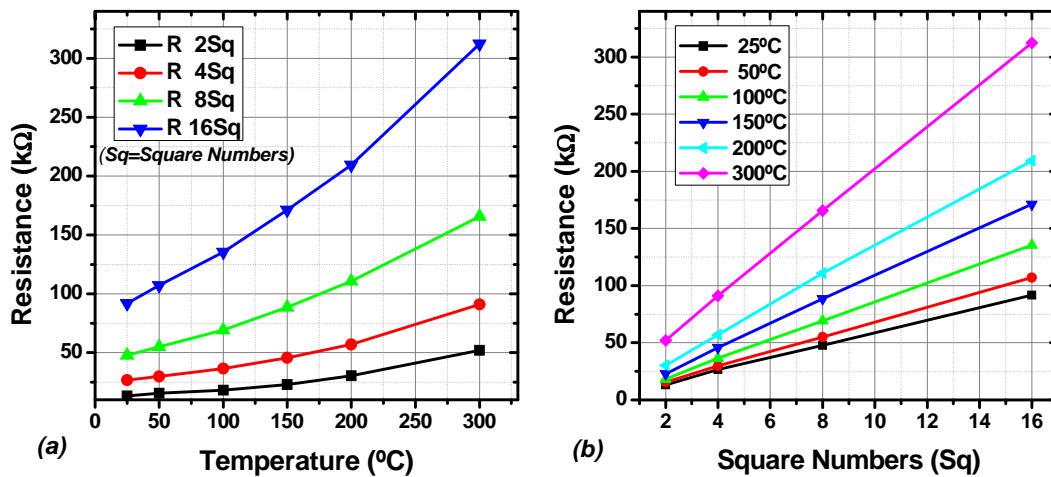 300
250
200
150
100
50
Resistance (kΩ)
R 2Sq
R 4Sq
R 8Sq
R 16Sq
(Sq=Square Numbers)
0 50 100 150 200 250 300
Temperature (ºC)
(a)
300
250
200
150
100
50
0
Resistance (kΩ)
25ºC
50ºC
100ºC
150ºC
200ºC
300ºC
2 4 6 8 10 12 14 16
Square Numbers (Sq)
(b)